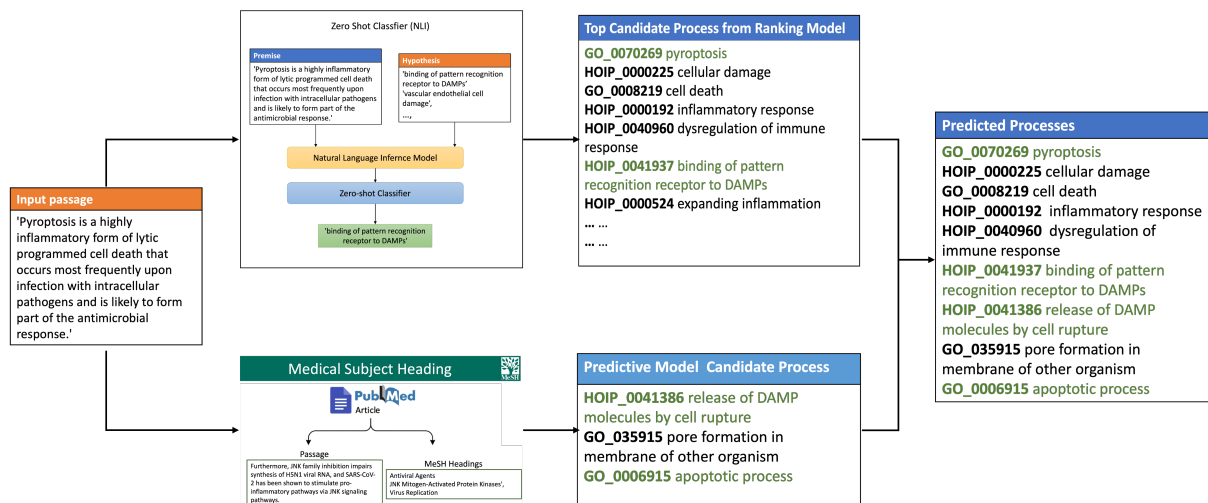 Input passage
'Pyroptosis is a highly
inflammatory form of lytic
programmed cell death that
occurs most frequently upon
infection with intracellular
pathogens and is likely to form
part of the antimicrobial
response.'
Zero Shot Classfier (NLI)
Premise
'Pyroptosis is a highly inflammatory
form of lytic programmed cell death
that occurs most frequently upon
infection with intracellular pathogens
and is likely to form part of the
antimicrobial response.'
Hypothesis
'binding of pattern recognition
receptor to DAMPs'
'vascular endothelial cell
damage',
...,
Natural Language Infernce Model
Zero-shot Classifier
'binding of pattern recognition
receptor to DAMPs'
Top Candidate Process from Ranking Model
GO_0070269 pyroptosis
HOIP_0000225 cellular damage
GO_0008219 cell death
HOIP_0000192 inflammatory response
HOIP_0040960 dysregulation of immune
response
HOIP_0041937 binding of pattern
recognition receptor to DAMPs
HOIP_0000524 expanding inflammation
... ...
... ...
Medical Subject Heading
MeSH
PubMed
Article
Passage
Furthermore, JNK family inhibition impairs
synthesis of H5N1 viral RNA, and SARS-CoV-
2 has been shown to stimulate pro-
inflammatory pathways via JNK signaling
pathways.
MeSH Headings
Antiviral Agents
JNK Mitogen-Activated Protein Kinases',
Virus Replication
Predictive Model Candidate Process
HOIP_0041386 release of DAMP
molecules by cell rupture
GO_035915 pore formation in
membrane of other organism
GO_0006915 apoptotic process
Predicted Processes
GO_0070269 pyroptosis
HOIP_0000225 cellular damage
GO_0008219 cell death
HOIP_0000192 inflammatory response
HOIP_0040960 dysregulation of
immune response
HOIP_0041937 binding of pattern
recognition receptor to DAMPs
HOIP_0041386 release of DAMP
molecules by cell rupture
GO_035915 pore formation in
membrane of other organism
GO_0006915 apoptotic process